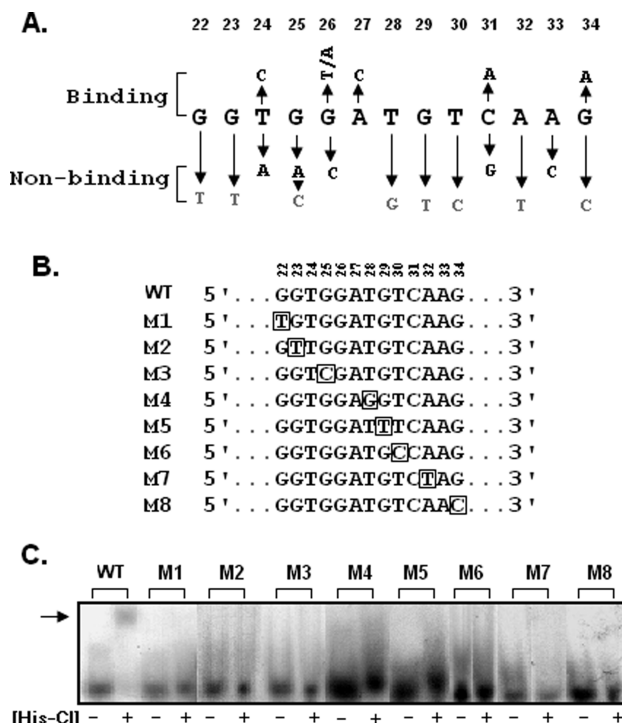 A.
22 23 24 25 26 27 28 29 30 31 32 33 34
C T/A C A A
Binding
G G T G G A T G T C A A G
A A C G C
Non-binding
T T C G T C T C
B.
22 23 24 25 26 27 28 29 30 31 32 33 34
WT 5 '...GGTGGATGTCAAG...3 '
M1 5 '...TGTGGATGTCAAG...3 '
M2 5 '...GTTGGATGTCAAG...3 '
M3 5 '...GGTCGATGTCAAG...3 '
M4 5 '...GGTGGAGGTCAAG...3 '
M5 5 '...GGTGGATTTCAAG...3 '
M6 5 '...GGTGGATGCCAAG...3 '
M7 5 '...GGTGGATGTCTAG...3 '
M8 5 '...GGTGGATGTCAAC...3 '
C.
WT M1 M2 M3 M4 M5 M6 M7 M8
[His-CI] – + – + – + – + – + – + – + – + – +